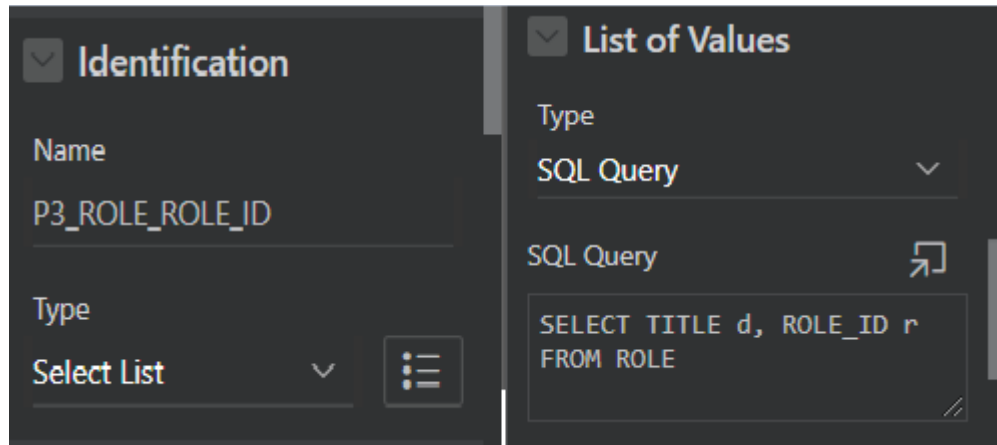 Identification
Name
P3_ROLE_ROLE_ID
Type
Select List
List of Values
Type
SQL Query
SQL Query
SELECT TITLE d, ROLE_ID r
FROM ROLE